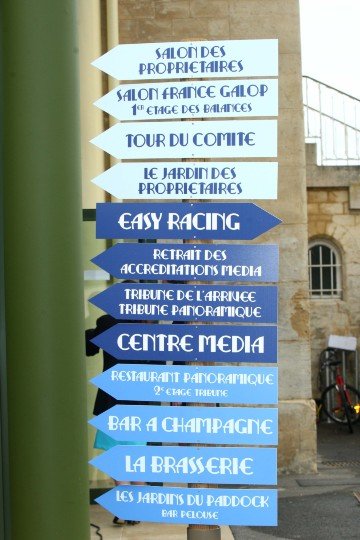 SALON DES
PROPRIETAIRES
SALON FRANCE GALOP
1ER ETAGE DES BALANCES
TOUR DU COMITE
LE JARDIN DES
PROPRIÉTAIRES
EASY RACING
RETRAIT DES
ACCREDITATIONS MEDIA
TRIBUNE DE L'ARRIVEE
TRIBUNE PANORAMIQUE
CENTRE MEDIA
RESTAURANT PANORAMIQUE
2E ETAGE TRIBUNE
BAR A CHAMPAGNE
LA BRASSERIE
LES JARDINS DU PADDOCK
BAR PELOUSE